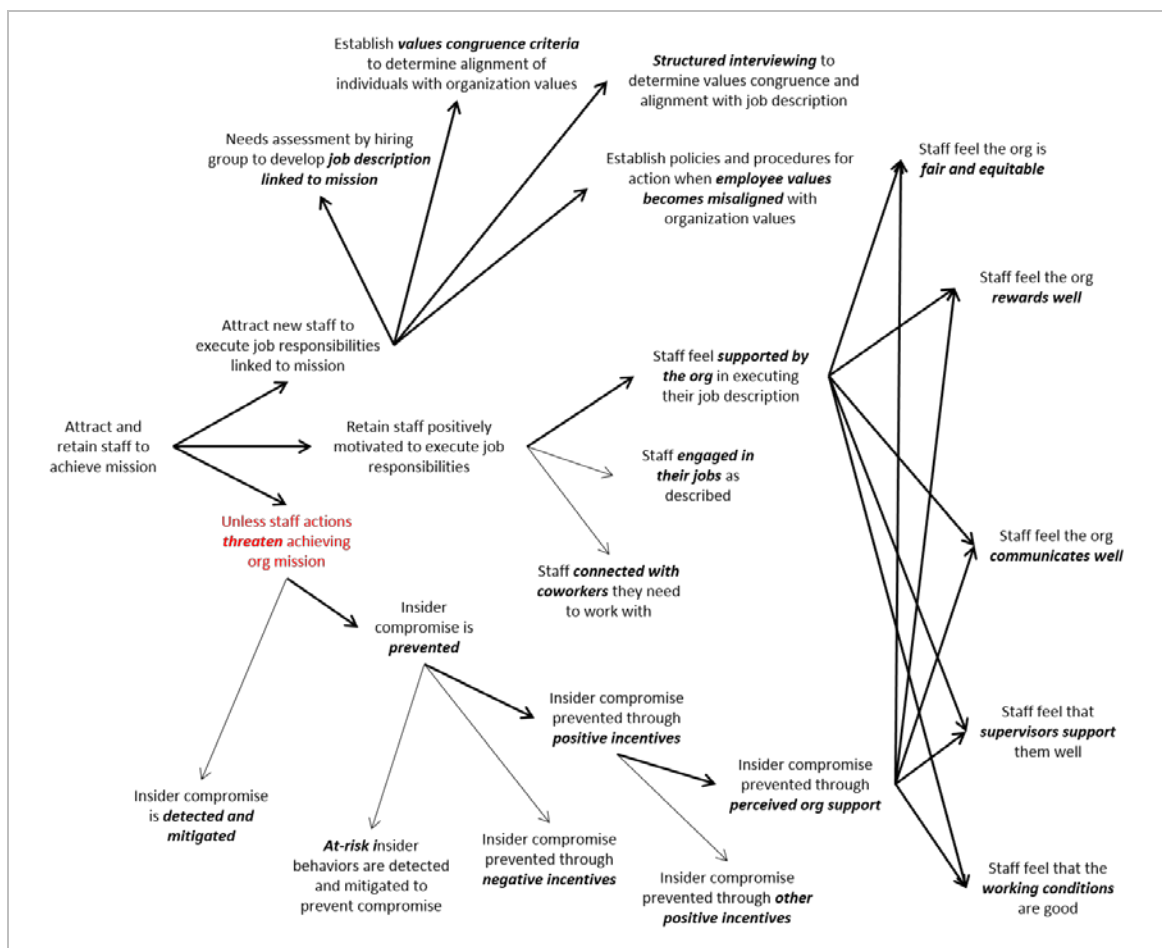 Establish values congruence criteria
to determine alignment of
individuals with organization values
Structured interviewing to
determine values congruence and
alignment with job description
Needs assessment by hiring
group to develop job description
linked to mission
Establish policies and procedures for
action when employee values
becomes misaligned with
organization values
Staff feel the org is
fair and equitable
Staff feel the org
rewards well
Attract new staff to
execute job responsibilities
linked to mission
Staff feel supported by
the org in executing
their job description
Attract and
retain staff to
achieve mission
Retain staff positively
motivated to execute job
responsibilities
Staff engaged in
their jobs as
described
Unless staff actions
threaten achieving
org mission
Staff feel the org
communicates well
Staff connected with
coworkers they need
to work with
Insider
compromise is
prevented
Insider compromise
prevented through
positive incentives
Staff feel that
supervisors support
them well
Insider compromise
prevented through
perceived org support
Insider compromise
is detected and
mitigated
At-risk insider
behaviors are detected
and mitigated to
prevent compromise
Insider compromise
prevented through
negative incentives
Insider compromise
prevented through other
positive incentives
Staff feel that the
working conditions
are good